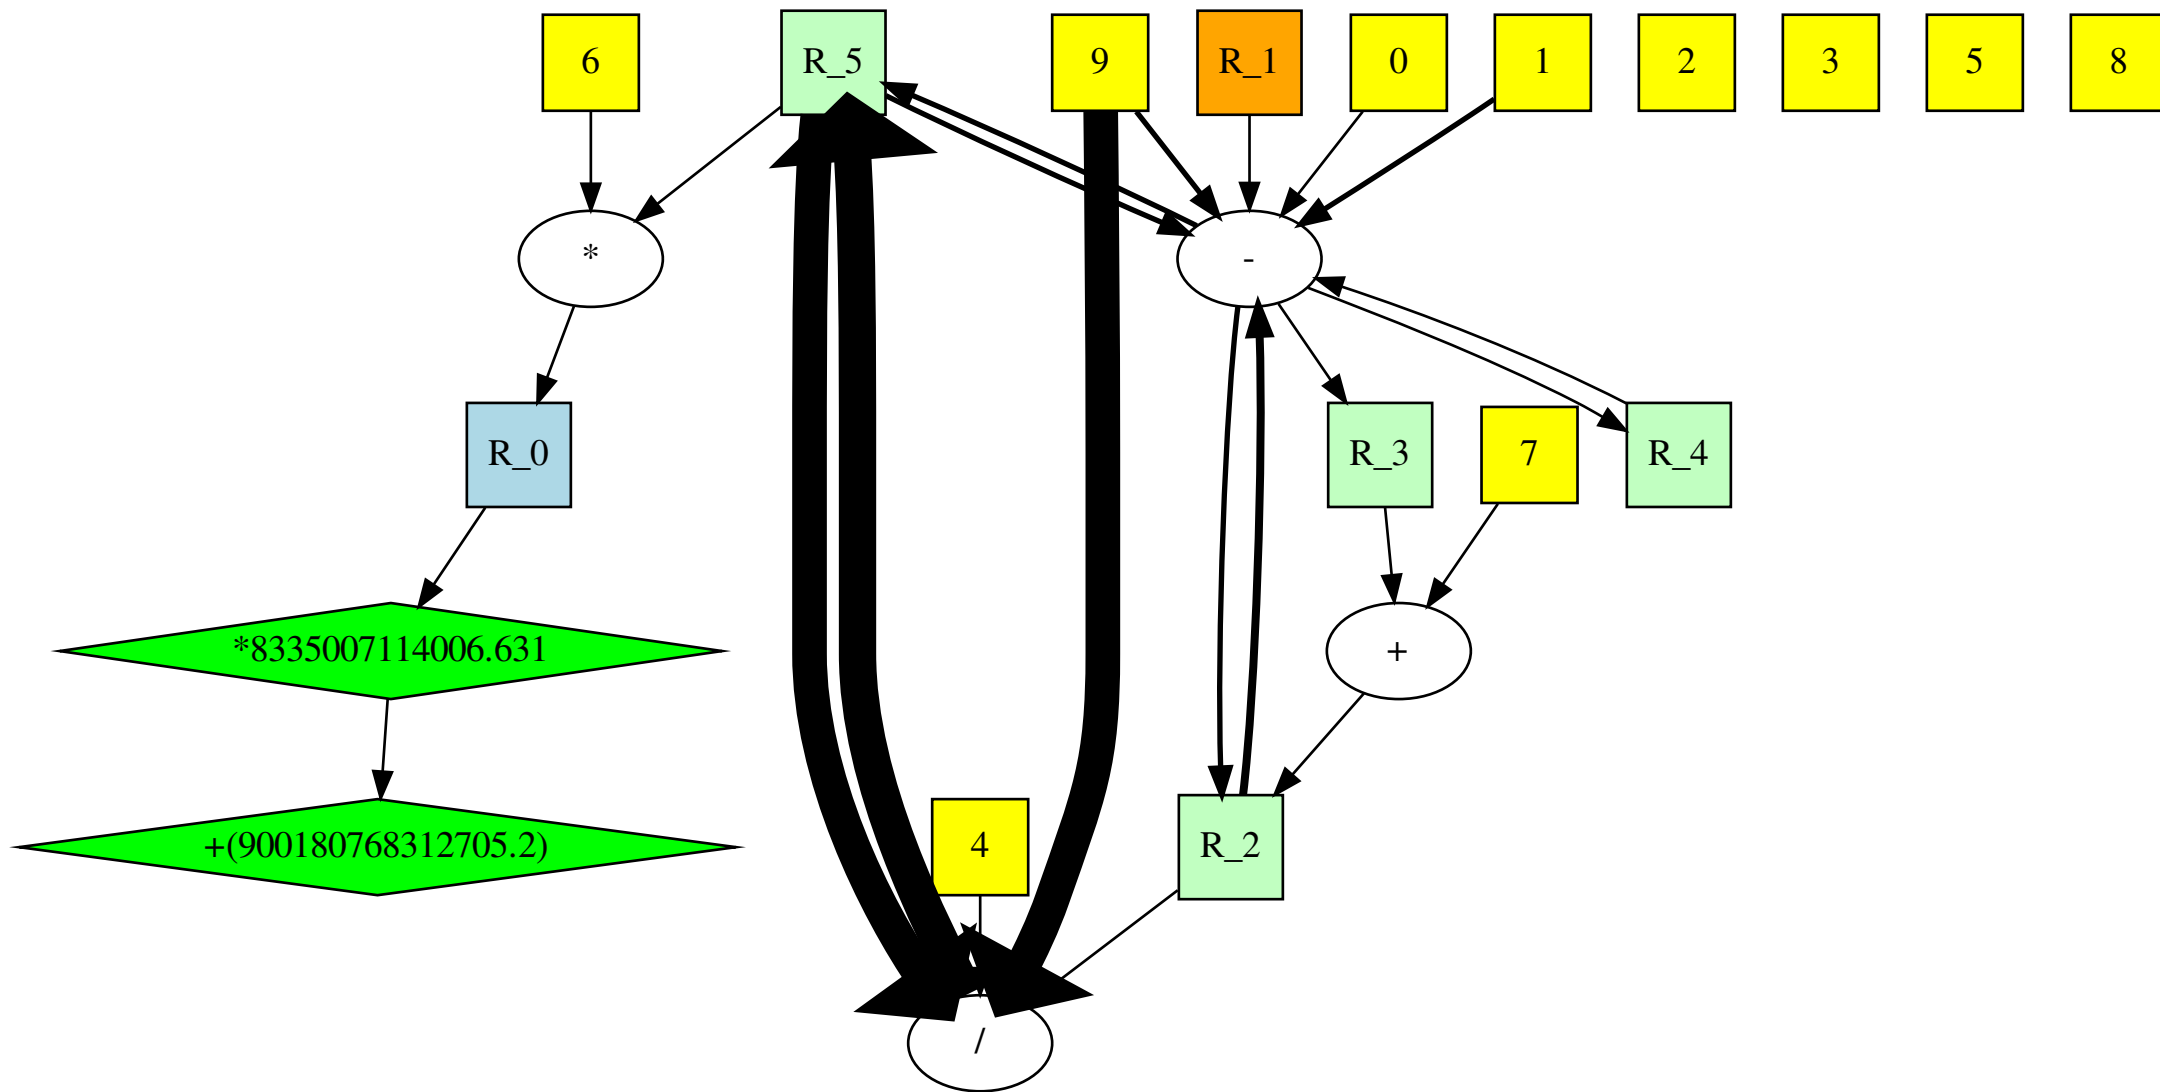 6
R_5
9
R_1
0
1
2
3
5
8
*
-
R_0
R_3
7
R_4
*8335007114006.631
+
+(900180768312705.2)
4
R_2
/